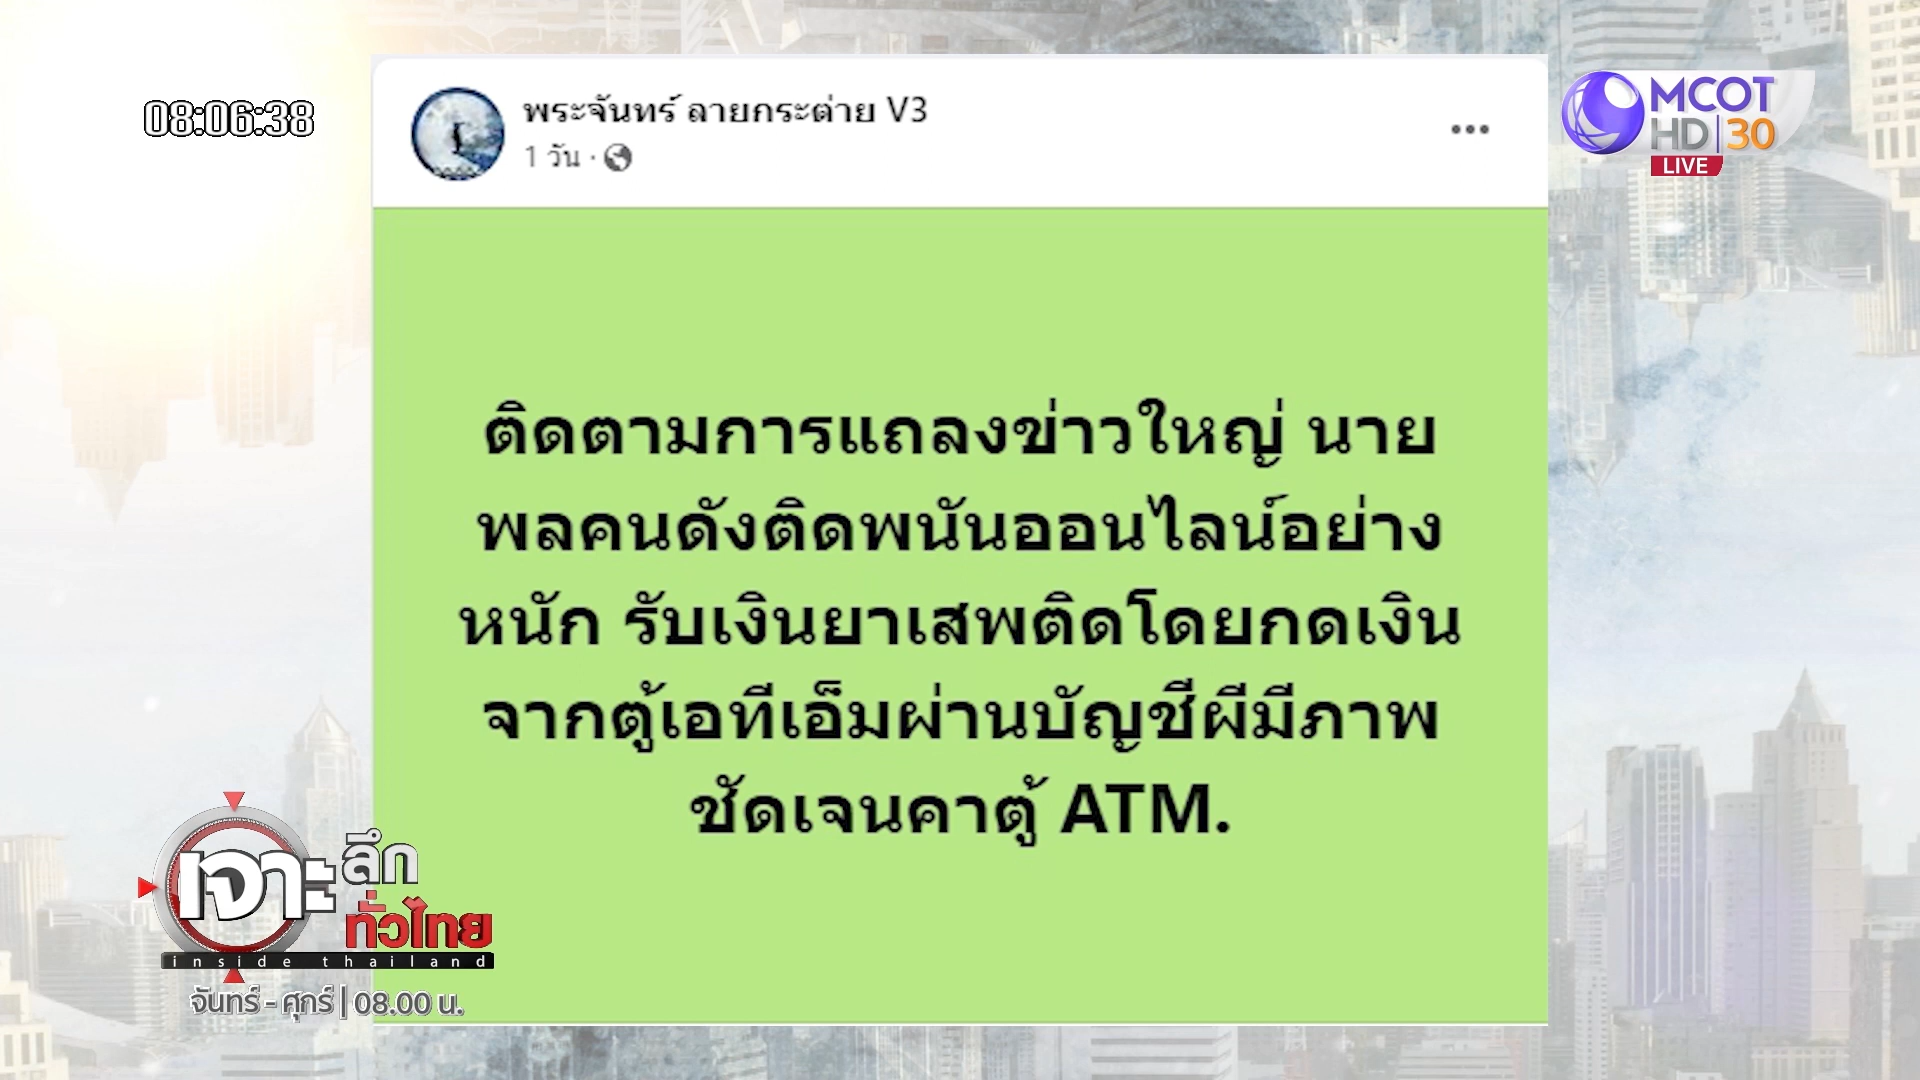 08:06:38
พระจันทร์ ลายกระต่าย V3
1 วัน ·
MCOT
HD 30
LIVE
ติดตามการแถลงข่าวใหญ่ นาย
พลคนดังติดพนันออนไลน์อย่าง
หนัก รับเงินยาเสพติดโดยกดเงิน
จากตู้เอทีเอ็มผ่านบัญชีผีมีภาพ
ชัดเจนคาตู้ ATM.
เจาะลึก
ทั่วไทย
inside thailand
จันทร์ - ศุกร์ | 08.00 น.